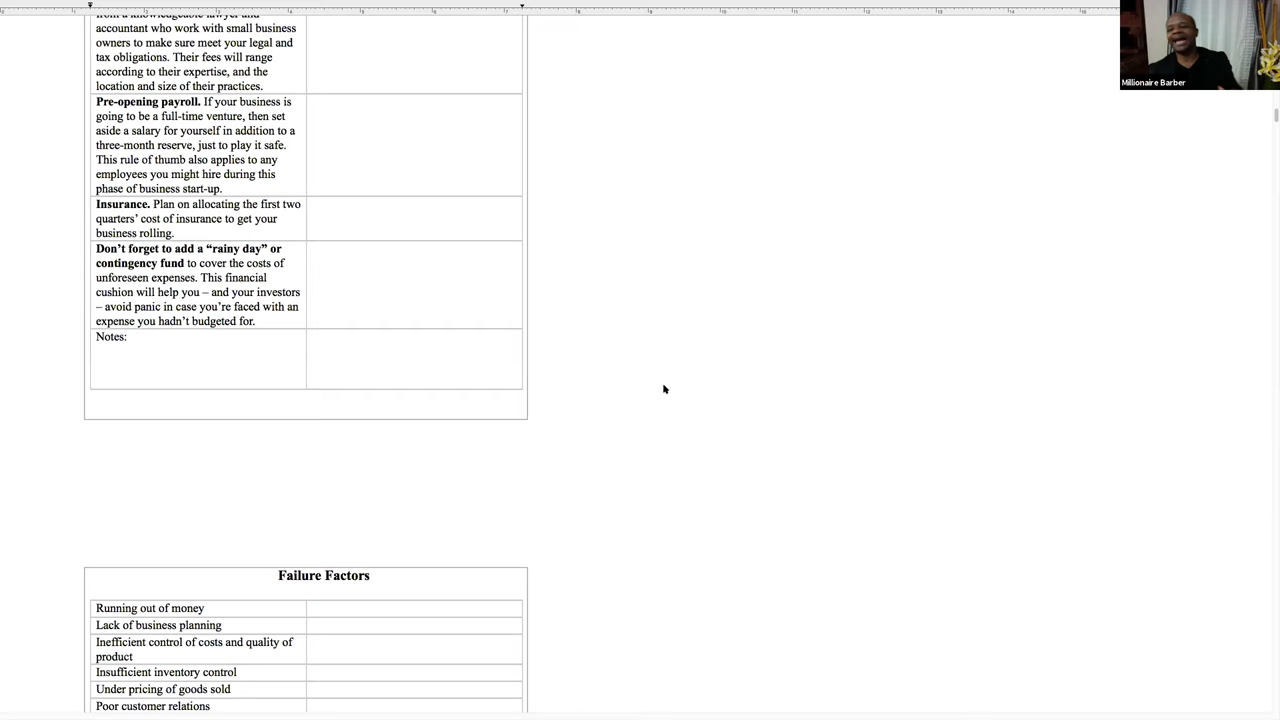 from a knowledgeable lawyer and
accountant who work with small business
owners to make sure meet your legal and
tax obligations. Their fees will range
according to their expertise, and the
location and size of their practices.
Pre-opening payroll. If your business is
going to be a full-time venture, then set
aside a salary for yourself in addition to a
three-month reserve, just to play it safe.
This rule of thumb also applies to any
employees you might hire during this
phase of business start-up.
Insurance. Plan on allocating the first two
quarters’ cost of insurance to get your
business rolling.
Don’t forget to add a “rainy day” or
contingency fund to cover the costs of
unforeseen expenses. This financial
cushion will help you – and your investors
– avoid panic in case you’re faced with an
expense you hadn’t budgeted for.
Notes:
Failure Factors
Running out of money
Lack of business planning
Inefficient control of costs and quality of
product
Insufficient inventory control
Under pricing of goods sold
Poor customer relations
Millionaire Barber